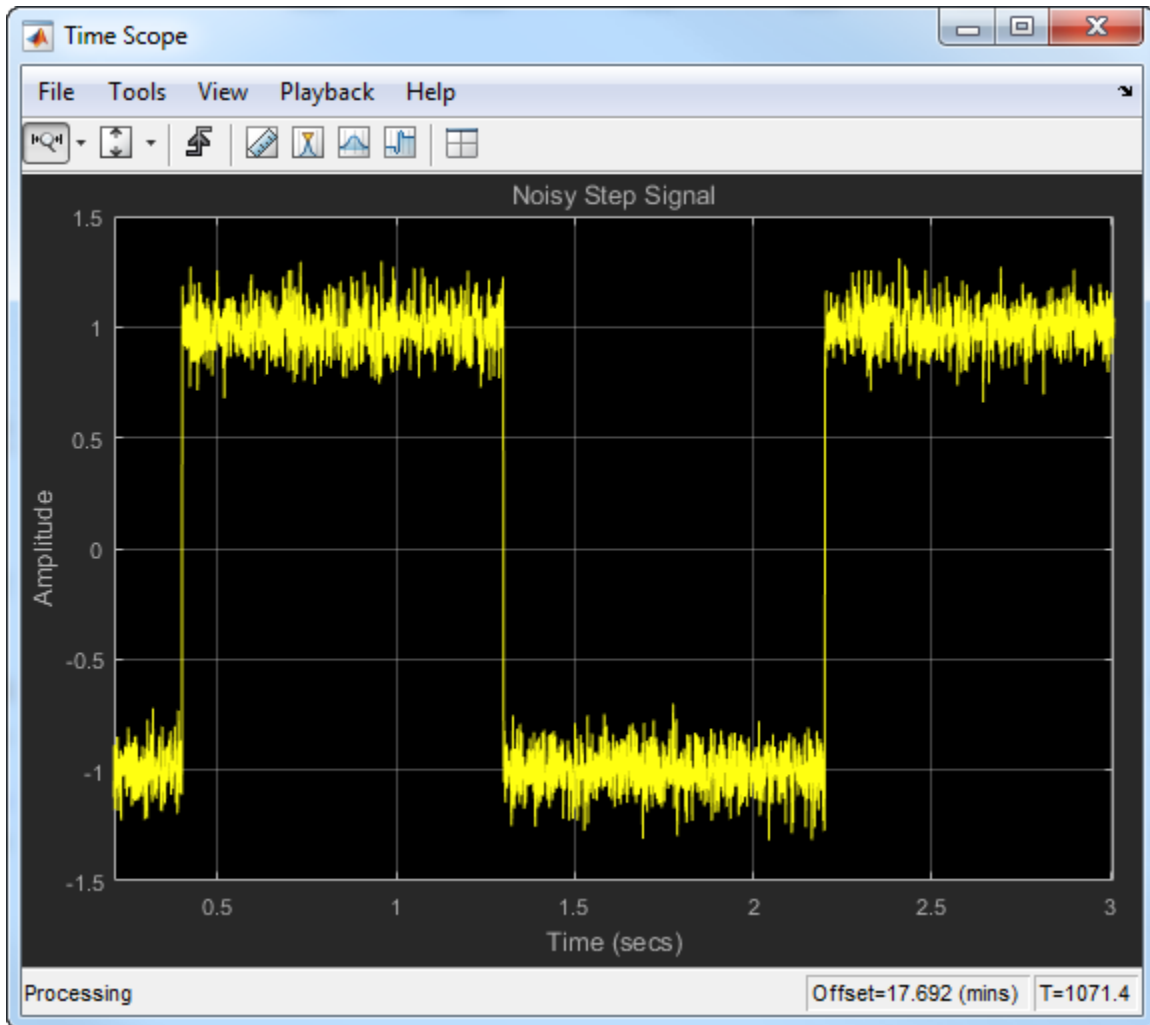 Time Scope
File Tools View Playback Help
Noisy Step Signal
1.5
1
0.5
0
-0.5
-1
-1.5
Amplitude
0.5 1 1.5 2 2.5 3
Time (secs)
Processing Offset=17.692 (mins) T=1071.4